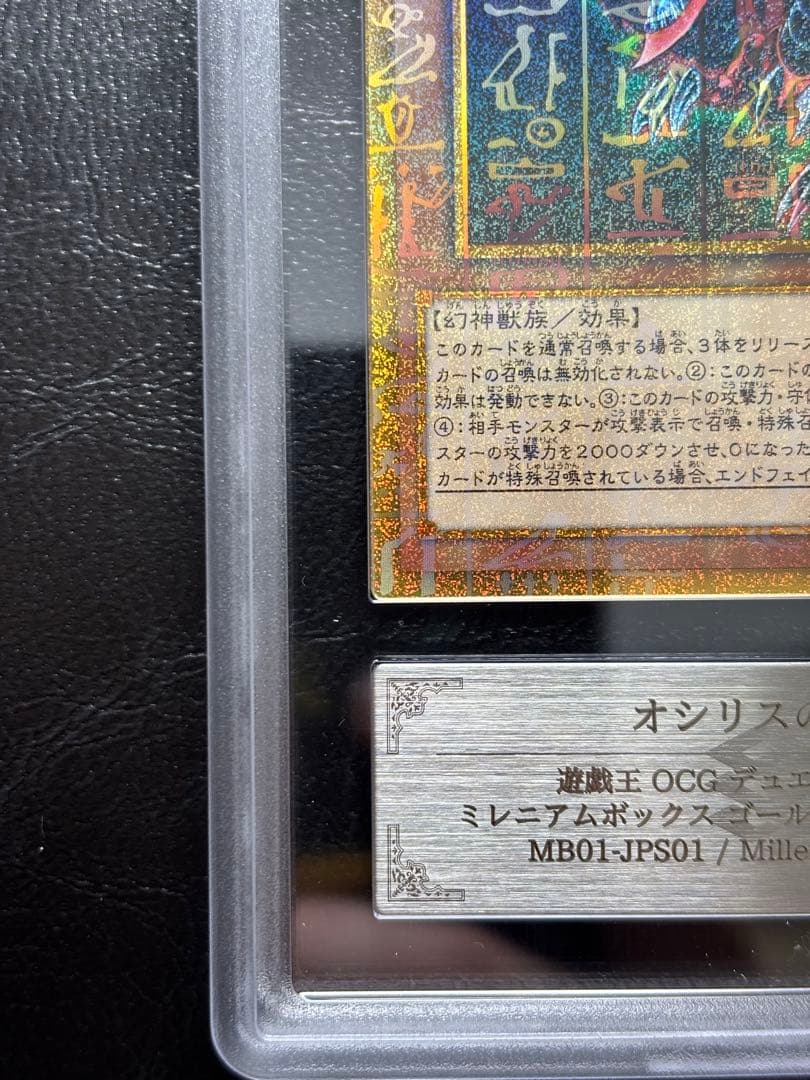 【幻神獣族／効果】
このカードを通常召喚する場合、3体をリリース
カードの召喚は無効化されない。②：このカードの
効果は発動できない。③：このカードの攻撃力・守備
④：相手モンスターが攻撃表示で召喚・特殊召
スターの攻撃力を2000ダウンさせ、0になった
カードが特殊召喚されている場合、エンドフェイ
オシリスの
遊戯王 OCG デュエ
ミレニアムボックス ゴール
MB01-JPS01 / Mille